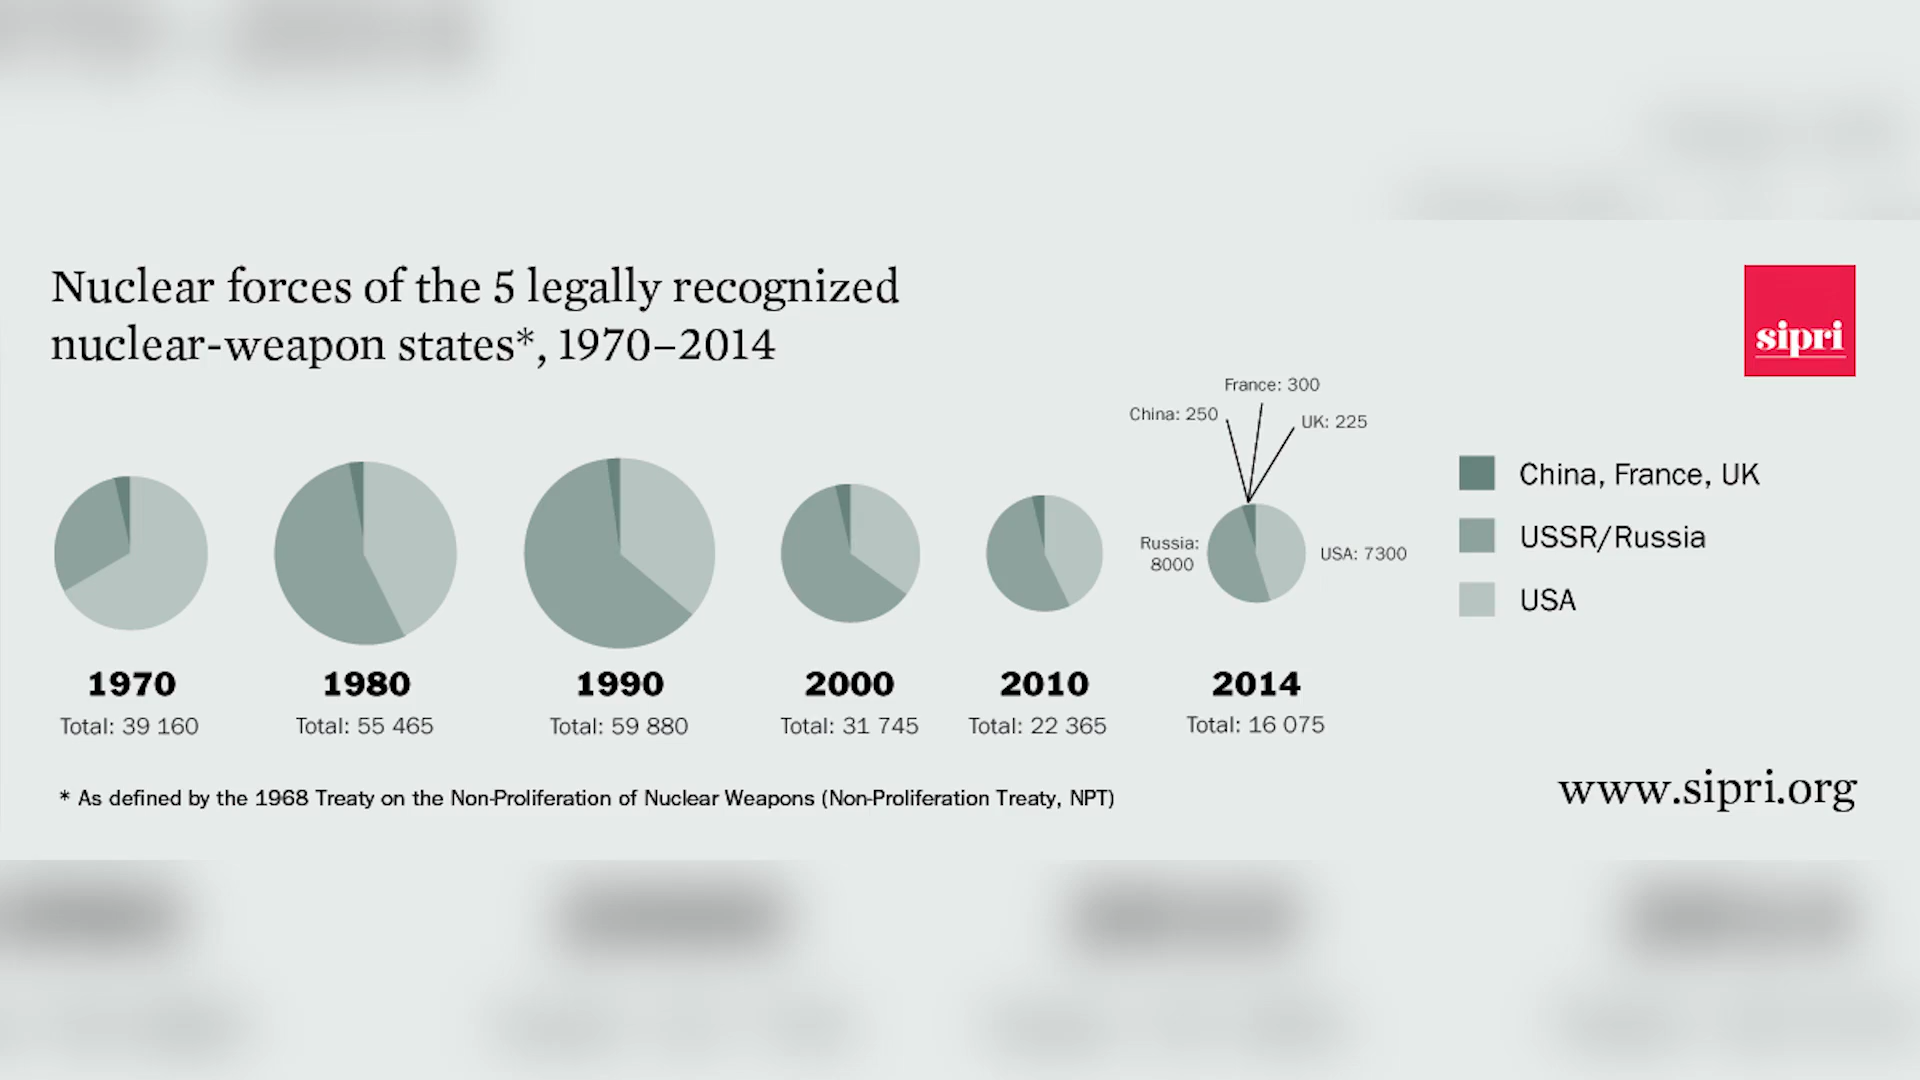 Nuclear forces of the 5 legally recognized
nuclear-weapon states*, 1970–2014
sipri
France: 300
China: 250
UK: 225
Russia:
8000
USA: 7300
China, France, UK
USSR/Russia
USA
1970
Total: 39 160
1980
Total: 55 465
1990
Total: 59 880
2000
Total: 31 745
2010
Total: 22 365
2014
Total: 16 075
* As defined by the 1968 Treaty on the Non-Proliferation of Nuclear Weapons (Non-Proliferation Treaty, NPT)
www.sipri.org